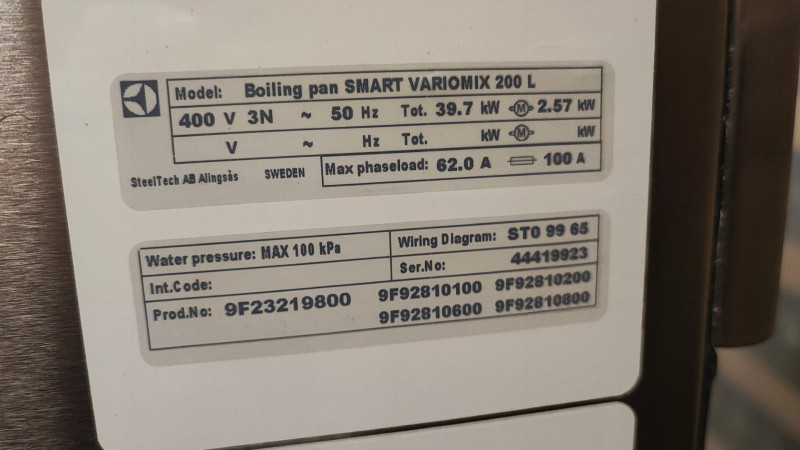 Model: Boiling pan SMART VARIOMIX 200 L
400 V 3N ~ 50 Hz Tot. 39.7 kW M 2.57 kW
V ~ Hz Tot. kW M kW
SteelTech AB Alingsås SWEDEN Max phaseload: 62.0 A 100 A
Water pressure: MAX 100 kPa Wiring Diagram: ST0 99 65
Int.Code: Ser.No: 44419923
Prod.No: 9F23219800 9F92810100 9F92810200
9F92810600 9F92810800